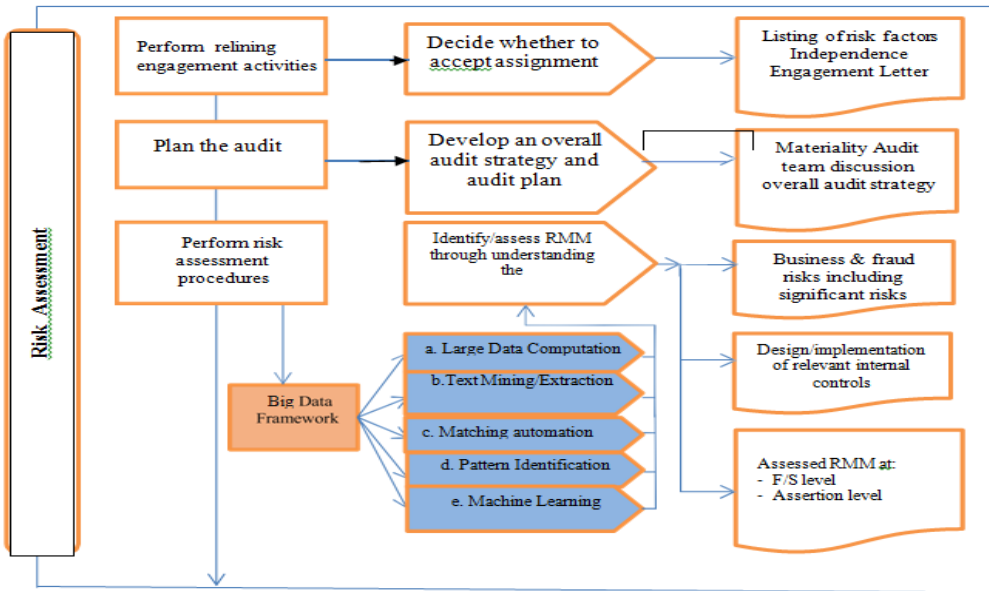 Risk Assessment
Perform relining
engagement activities
Decide whether to
accept assignment
Listing of risk factors
Independence
Engagement Letter
Plan the audit
Develop an overall
audit strategy and
audit plan
Materiality Audit
team discussion
overall audit strategy
Perform risk
assessment
procedures
Identify/assess RMM
through understanding
the
Business & fraud
risks including
significant risks
Design/implementation
of relevant internal
controls
Assessed RMM at:
- F/S level
- Assertion level
Big Data
Framework
a. Large Data Computation
b.Text Mining/Extraction
c. Matching automation
d. Pattern Identification
e. Machine Learning